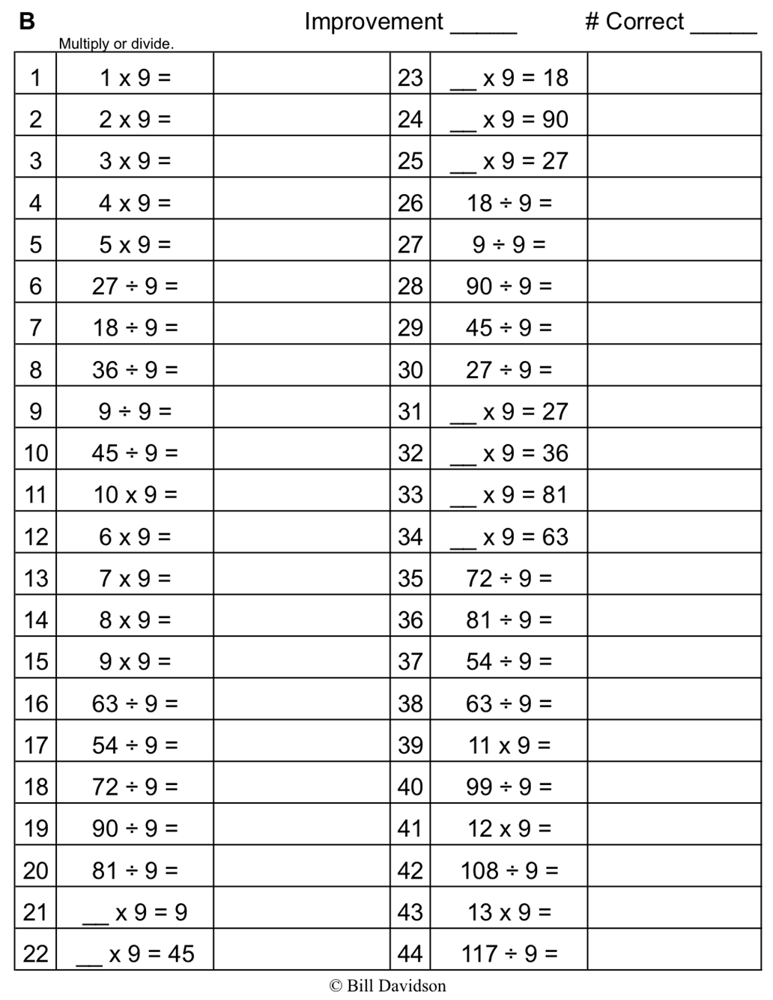 B Improvement _____ # Correct _____
Multiply or divide.
1 1 x 9 = 23 __ x 9 = 18
2 2 x 9 = 24 __ x 9 = 90
3 3 x 9 = 25 __ x 9 = 27
4 4 x 9 = 26 18 ÷ 9 =
5 5 x 9 = 27 9 ÷ 9 =
6 27 ÷ 9 = 28 90 ÷ 9 =
7 18 ÷ 9 = 29 45 ÷ 9 =
8 36 ÷ 9 = 30 27 ÷ 9 =
9 9 ÷ 9 = 31 __ x 9 = 27
10 45 ÷ 9 = 32 __ x 9 = 36
11 10 x 9 = 33 __ x 9 = 81
12 6 x 9 = 34 __ x 9 = 63
13 7 x 9 = 35 72 ÷ 9 =
14 8 x 9 = 36 81 ÷ 9 =
15 9 x 9 = 37 54 ÷ 9 =
16 63 ÷ 9 = 38 63 ÷ 9 =
17 54 ÷ 9 = 39 11 x 9 =
18 72 ÷ 9 = 40 99 ÷ 9 =
19 90 ÷ 9 = 41 12 x 9 =
20 81 ÷ 9 = 42 108 ÷ 9 =
21 __ x 9 = 9 43 13 x 9 =
22 __ x 9 = 45 44 117 ÷ 9 =
© Bill Davidson